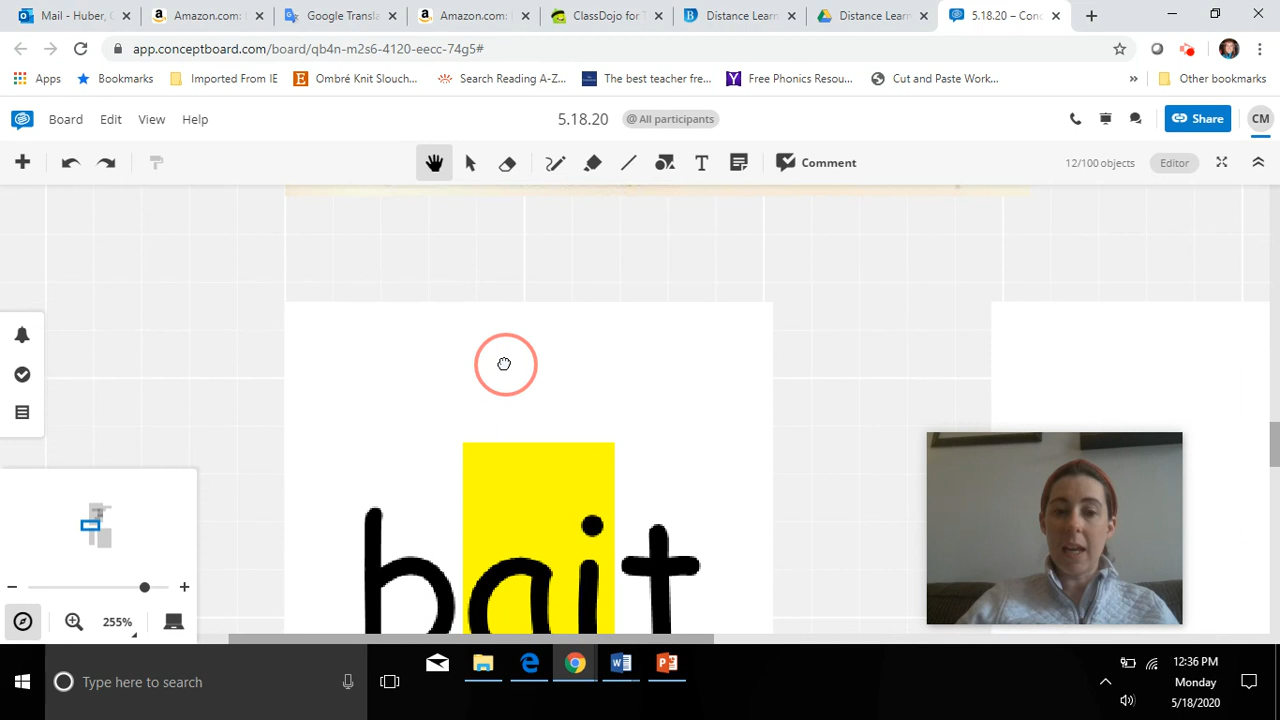 Mail - Huber, C
Amazon.com:
Google Transla
Amazon.com:
ClassDojo for T
Distance Learn
Distance Learn
5.18.20 – Conc
app.conceptboard.com/board/qb4n-m2s6-4120-eecc-74g5#
Apps
Bookmarks
Imported From IE
Ombré Knit Slouch...
Search Reading A-Z...
The best teacher fre...
Free Phonics Resou...
Cut and Paste Work...
»
Other bookmarks
Board
Edit
View
Help
5.18.20
@ All participants
Share
CM
Comment
12/100 objects
Editor
bait
255%
Type here to search
12:36 PM
Monday
5/18/2020